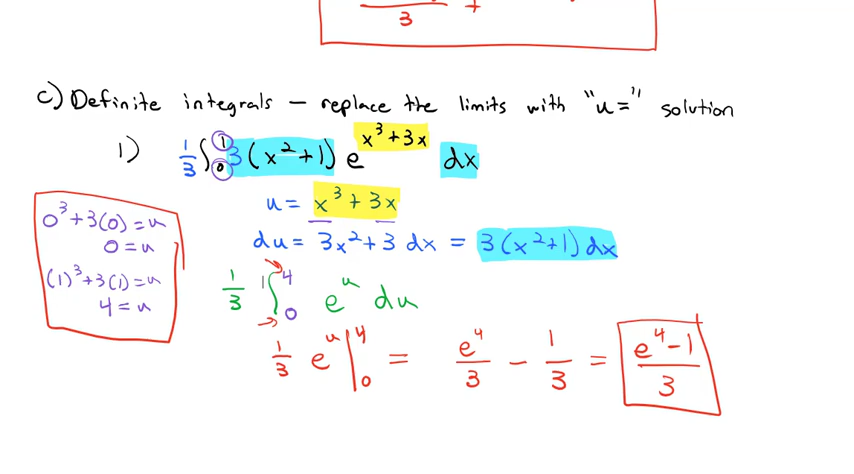 3 +
c) Definite integrals — replace the limits with "u=" solution
1) 1/3 ∫₀¹ 3(x²+1) e^(x³+3x) dx
u = x³ + 3x
du = 3x² + 3 dx = 3(x²+1) dx
0³ + 3(0) = u
0 = u
(1)³ + 3(1) = u
4 = u
1/3 ∫₀⁴ e^u du
1/3 e^u |₀⁴ = e⁴/3 − 1/3 = (e⁴−1)/3